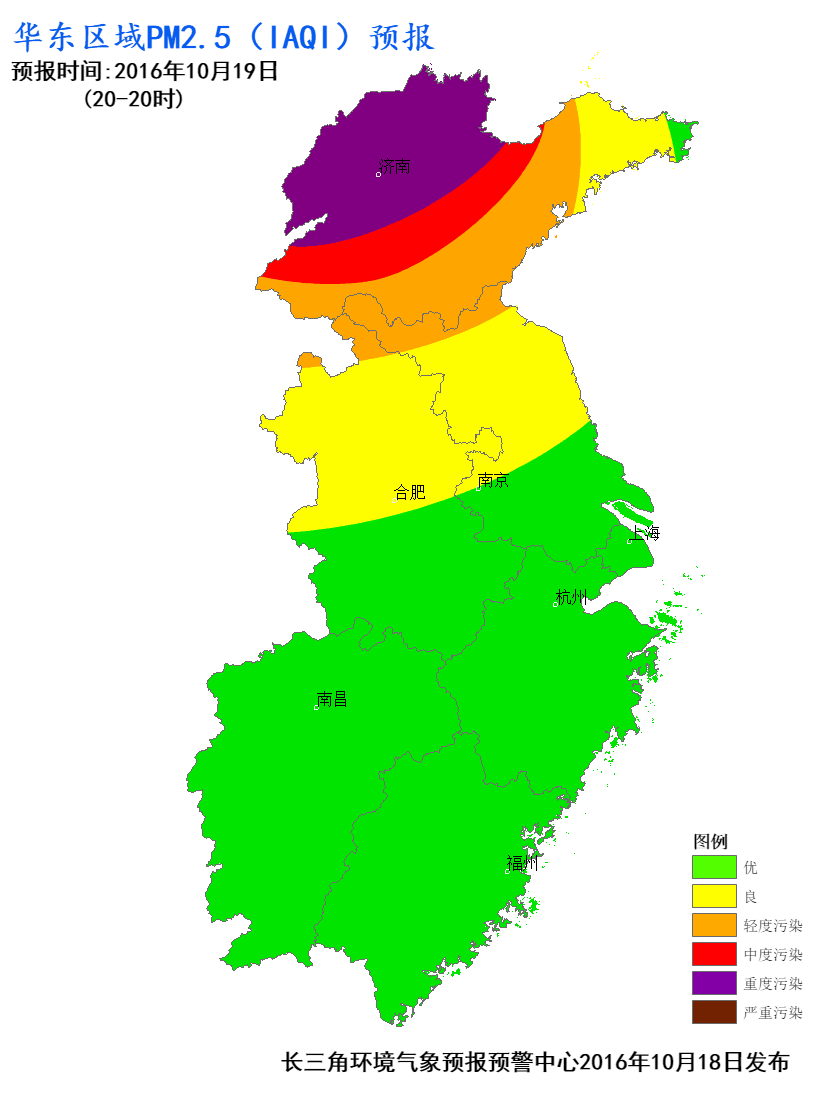 华东区域PM2.5（IAQI）预报
预报时间:2016年10月19日
(20-20时)
济南
合肥
南京
上海
杭州
南昌
福州
图例
优
良
轻度污染
中度污染
重度污染
严重污染
长三角环境气象预报预警中心2016年10月18日发布